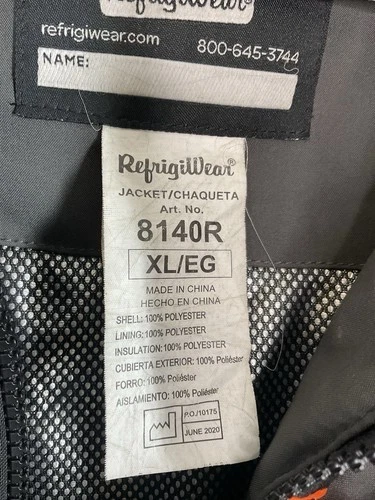 RefrigiWear®
refrigiwear.com 800-645-3744
NAME:
RefrigiWear®
JACKET/CHAQUETA
Art. No.
8140R
XL/EG
MADE IN CHINA
HECHO EN CHINA
SHELL: 100% POLYESTER
LINING: 100% POLYESTER
INSULATION: 100% POLYESTER
CUBIERTA EXTERIOR: 100% Poliéster
FORRO: 100% Poliéster
AISLAMIENTO: 100% Poliéster
P.O.J10175
JUNE 2020